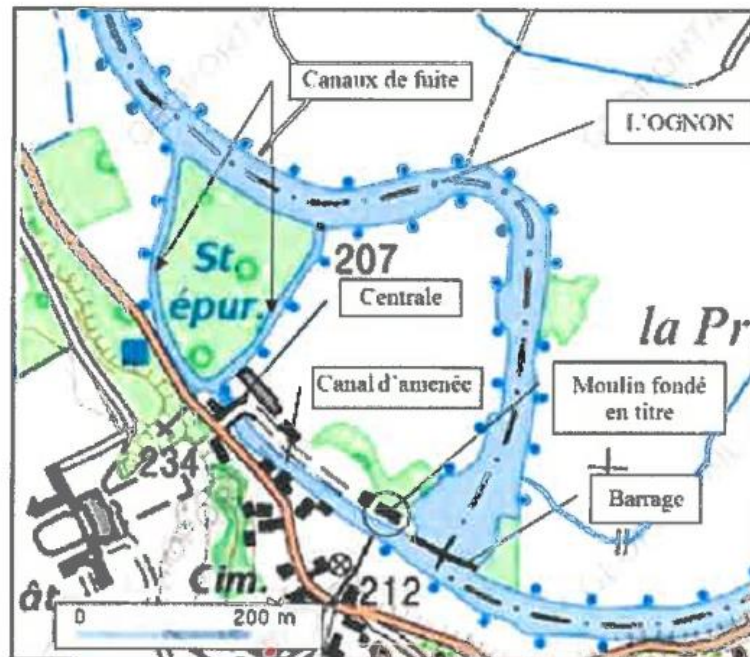 Canaux de fuite
L'OGNON
St.
épur.
207
Centrale
la Pr
Canal d'amenée
Moulin fondé
en titre
234
Barrage
Cim.
212
ât
0 200 m